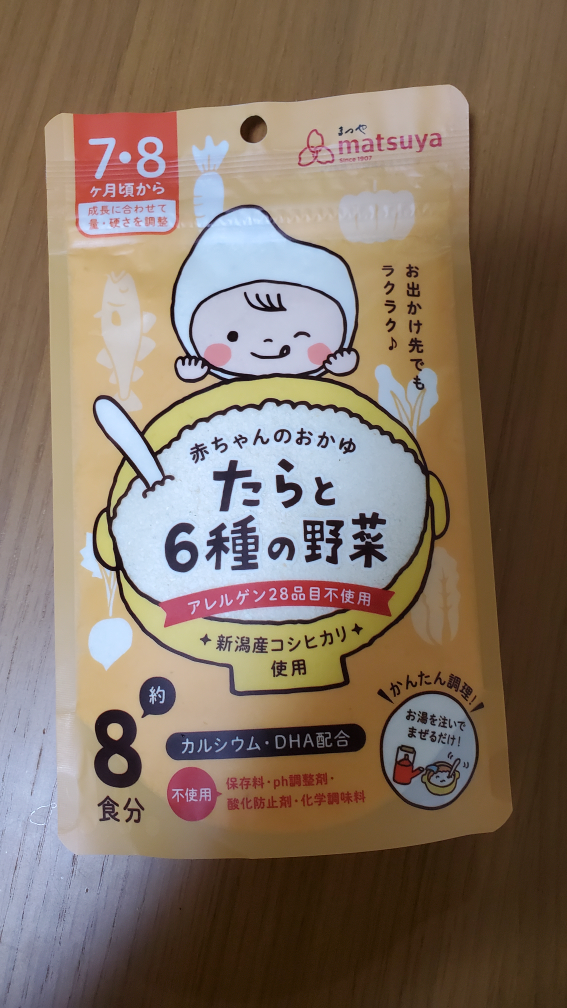 まつや
matsuya
since 1907
7・8
ヶ月頃から
成長に合わせて
量・硬さを調整
お出かけ先でも
ラクラク♪
赤ちゃんのおかゆ
たらと
6種の野菜
アレルゲン28品目不使用
新潟産コシヒカリ
使用
約
8
食分
カルシウム・DHA配合
不使用
保存料・ph調整剤・
酸化防止剤・化学調味料
かんたん調理!
お湯を注いで
まぜるだけ!